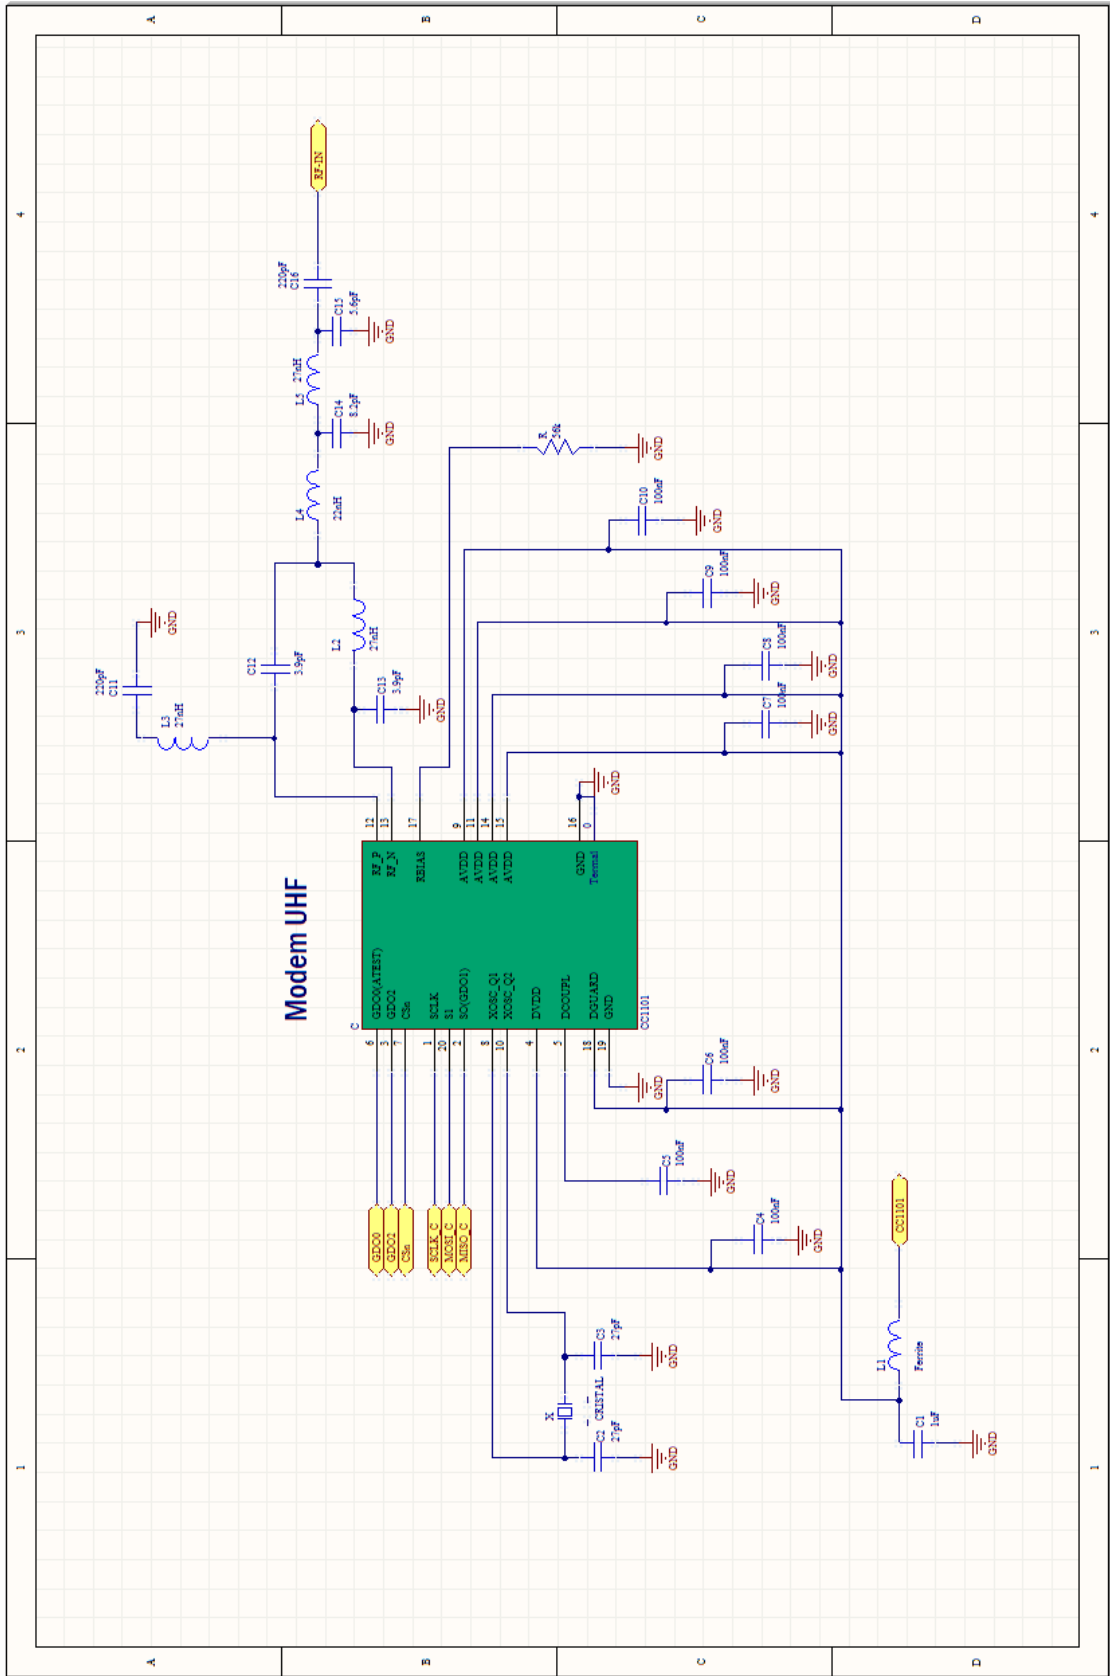 1
2
3
4
A
B
C
D
A
B
C
D
1
2
3
4
Modem UHF
C
CC1101
6
GDO0(ATEST)
3
GDO2
7
CSn
1
SCLK
20
S1
2
SO(GDO1)
8
XOSC_Q1
10
XOSC_Q2
4
DVDD
5
DCOUPL
18
DGUARD
19
GND
12
RF_P
13
RF_N
17
RBIAS
9
AVDD
11
AVDD
14
AVDD
15
AVDD
16
GND
0
Termal
GDO0
GDO2
CSn
SCLK_C
MOSI_C
MISO_C
X
CRISTAL
C2
27pF
GND
C3
27pF
GND
C4
100nF
GND
C5
100nF
GND
C6
100nF
GND
GND
L1
Ferrite
CC1101
C1
1uF
GND
GND
C7
100nF
GND
C8
100nF
GND
C9
100nF
GND
C10
100nF
GND
R
56k
GND
L3
27nH
220pF
C11
GND
C12
3.9pF
C13
3.9pF
GND
L2
27nH
L4
22nH
C14
8.2pF
GND
L5
27nH
C15
5.6pF
GND
220pF
C16
RF-IN